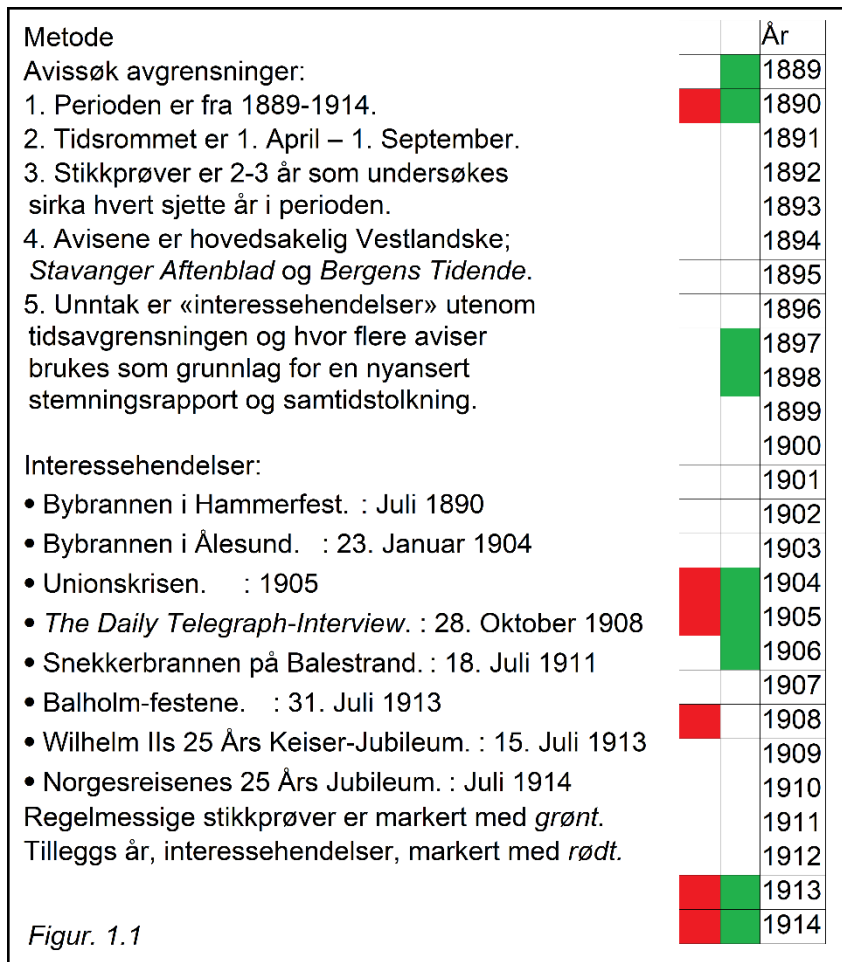 Metode
Avissøk avgrensninger:
1. Perioden er fra 1889-1914.
2. Tidsrommet er 1. April – 1. September.
3. Stikkprøver er 2-3 år som undersøkes
sirka hvert sjette år i perioden.
4. Avisene er hovedsakelig Vestlandske;
Stavanger Aftenblad og Bergens Tidende.
5. Unntak er «interessehendelser» utenom
tidsavgrensningen og hvor flere aviser
brukes som grunnlag for en nyansert
stemningsrapport og samtidstolkning.
Interessehendelser:
• Bybrannen i Hammerfest. : Juli 1890
• Bybrannen i Ålesund. : 23. Januar 1904
• Unionskrisen. : 1905
• The Daily Telegraph-Interview. : 28. Oktober 1908
• Snekkerbrannen på Balestrand. : 18. Juli 1911
• Balholm-festene. : 31. Juli 1913
• Wilhelm IIs 25 Års Keiser-Jubileum. : 15. Juli 1913
• Norgesreisenes 25 Års Jubileum. : Juli 1914
Regelmessige stikkprøver er markert med grønt.
Tilleggs år, interessehendelser, markert med rødt.
Figur. 1.1
År
1889
1890
1891
1892
1893
1894
1895
1896
1897
1898
1899
1900
1901
1902
1903
1904
1905
1906
1907
1908
1909
1910
1911
1912
1913
1914